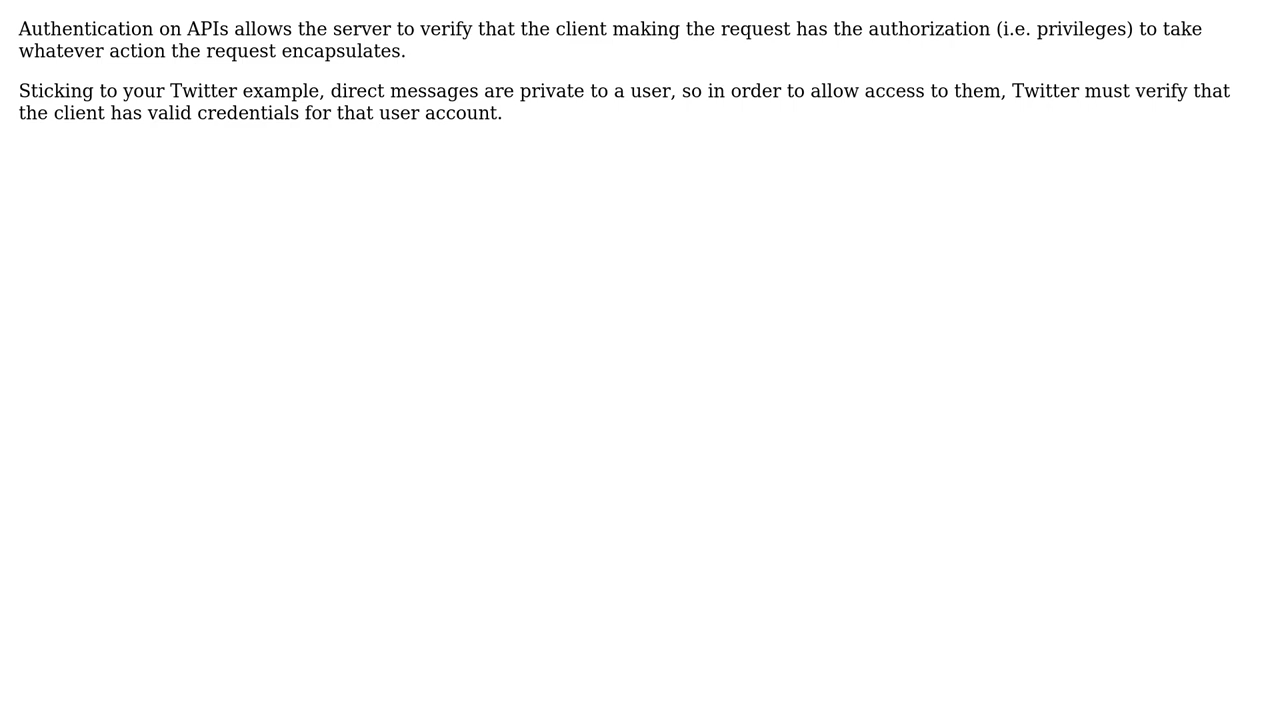 Authentication on APIs allows the server to verify that the client making the request has the authorization (i.e. privileges) to take
whatever action the request encapsulates.
Sticking to your Twitter example, direct messages are private to a user, so in order to allow access to them, Twitter must verify that
the client has valid credentials for that user account.